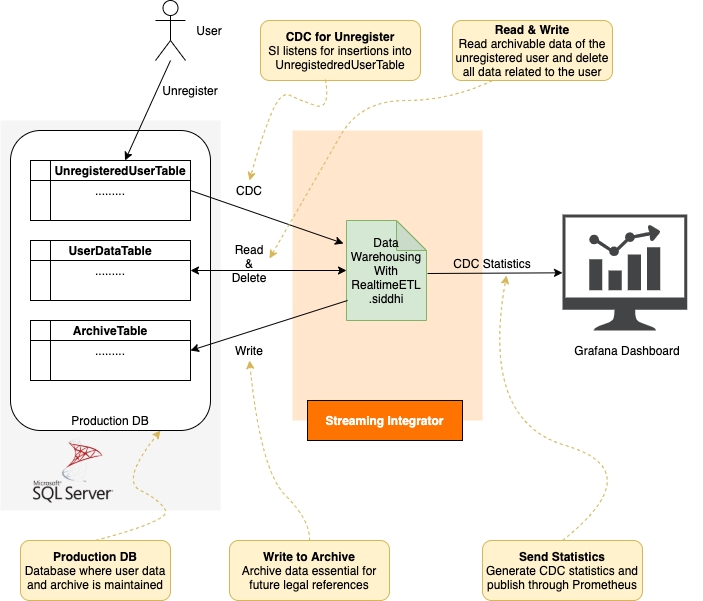 User
CDC for Unregister
SI listens for insertions into
UnregistedredUserTable
Read & Write
Read archivable data of the
unregistered user and delete
all data related to the user
Unregister
UnregisteredUserTable
.........
CDC
UserDataTable
.........
Read
&
Delete
Data
Warehousing
With
RealtimeETL
.siddhi
CDC Statistics
ArchiveTable
.........
Write
Grafana Dashboard
Production DB
Streaming Integrator
Microsoft®
SQL Server
Production DB
Database where user data
and archive is maintained
Write to Archive
Archive data essential for
future legal references
Send Statistics
Generate CDC statistics and
publish through Prometheus